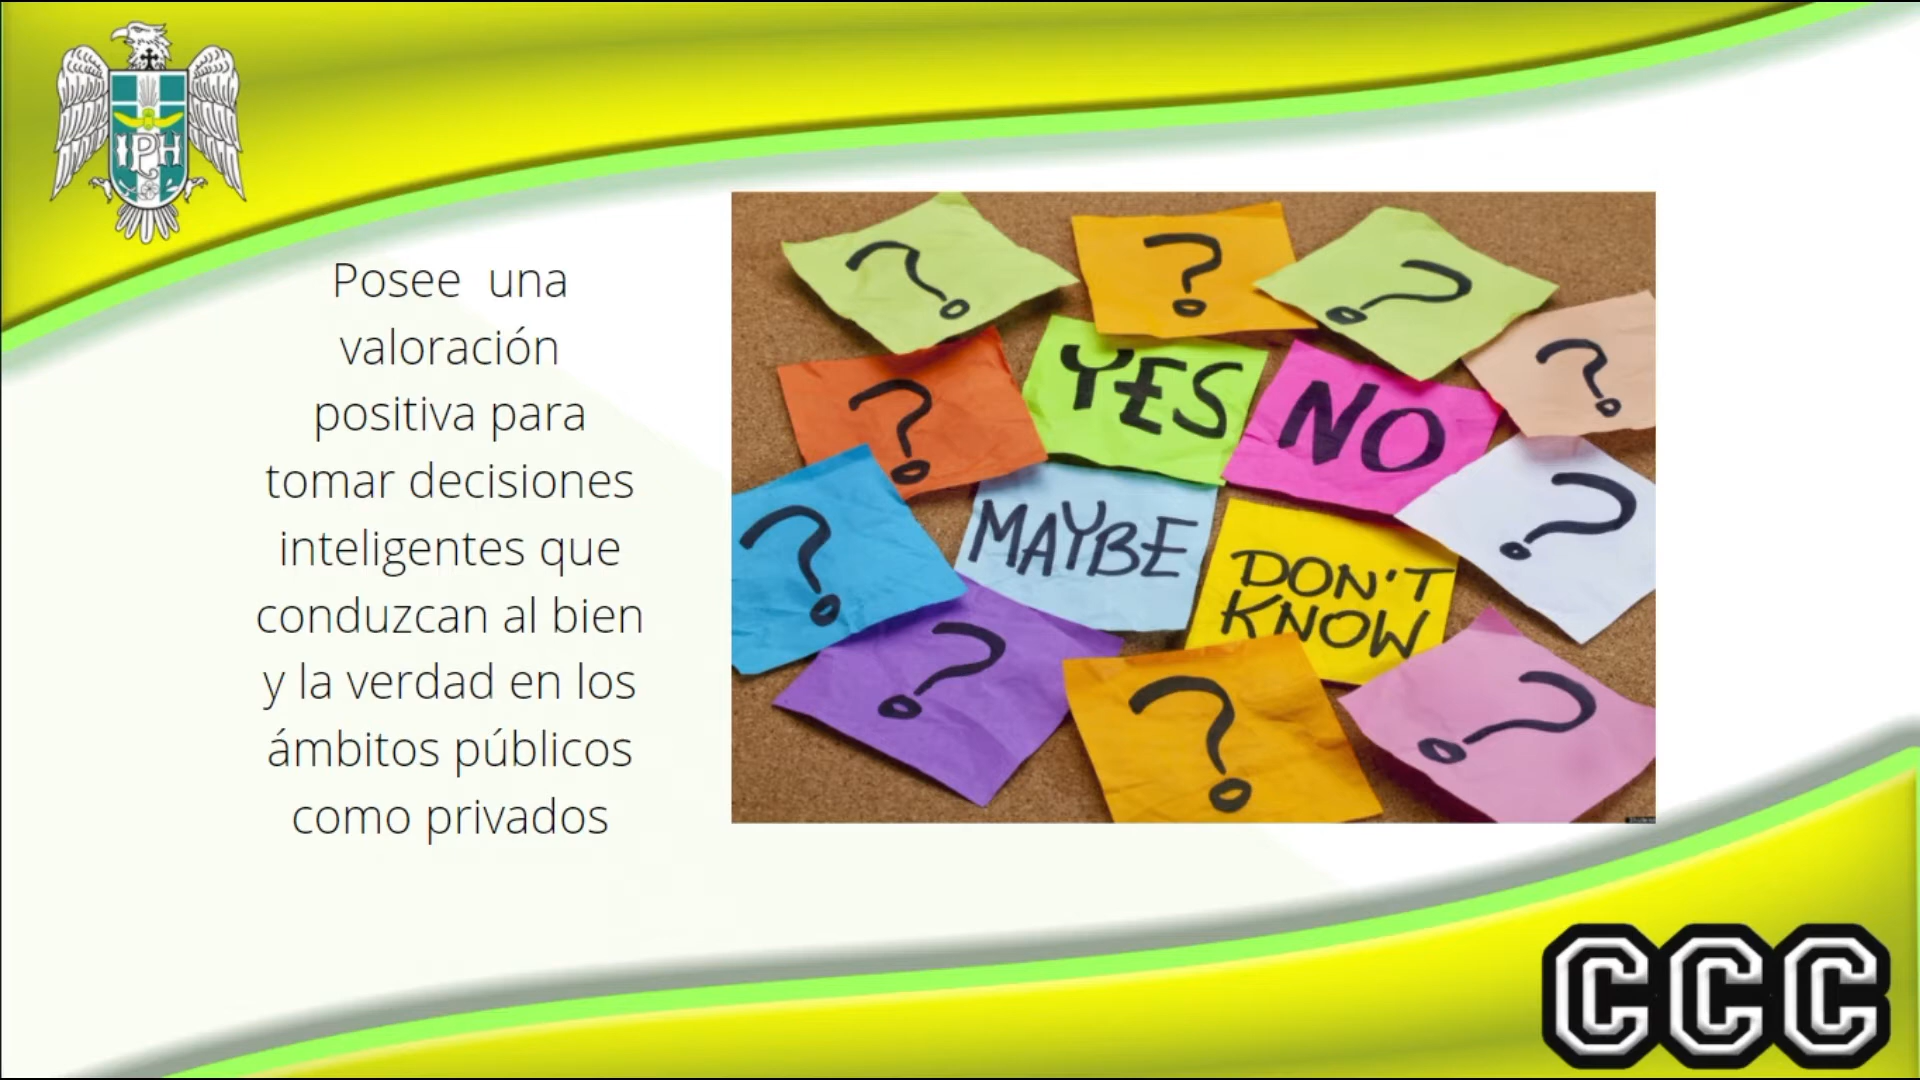 IPH
Posee una
valoración
positiva para
tomar decisiones
inteligentes que
conduzcan al bien
y la verdad en los
ámbitos públicos
como privados
? ? ? ?
? YES NO
? MAYBE DON'T KNOW ?
? ? ?
CCC